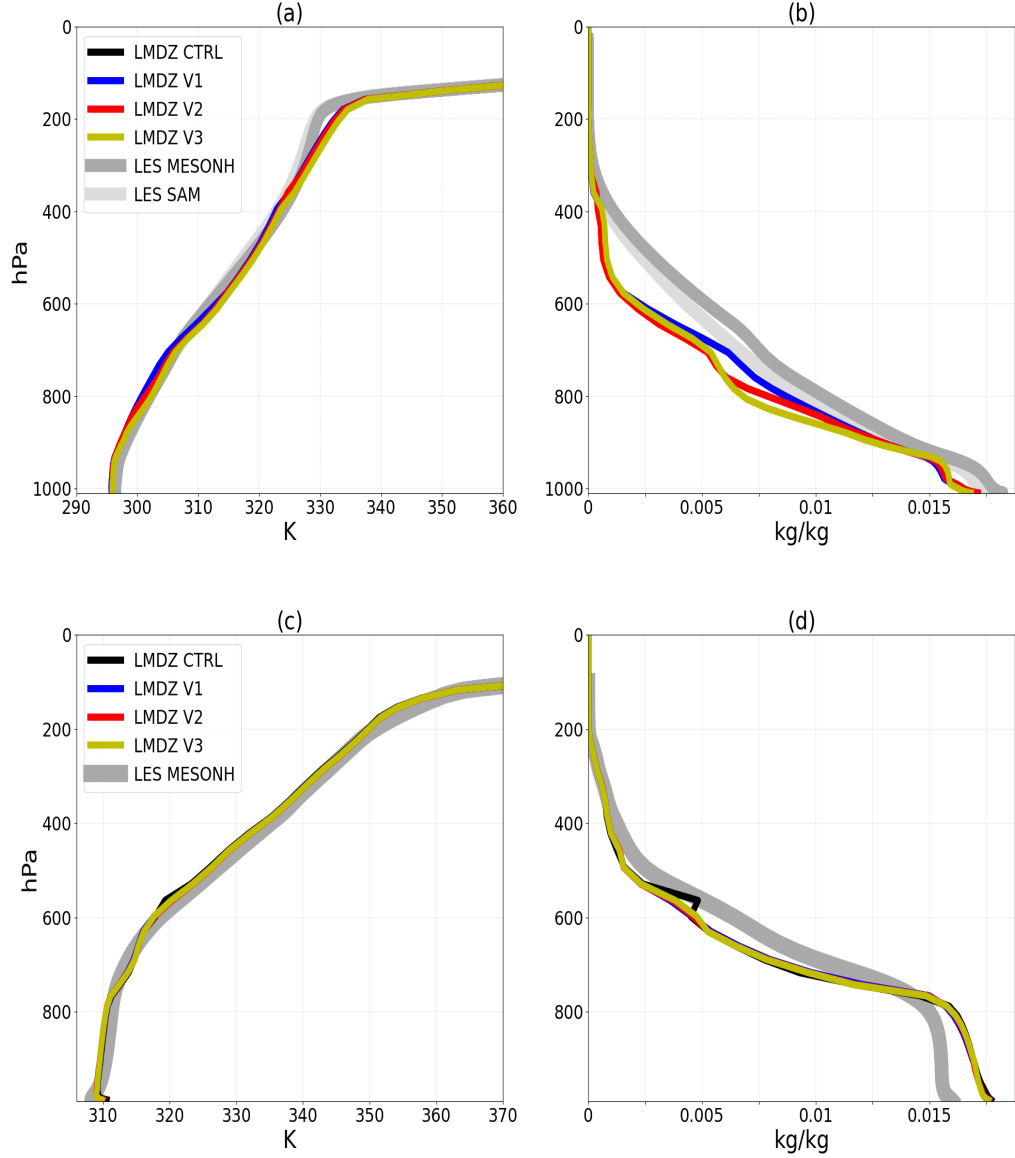 (a)
(b)
0
200
400
600
800
1000
hPa
LMDZ CTRL
LMDZ V1
LMDZ V2
LMDZ V3
LES MESONH
LES SAM
290
300
310
320
330
340
350
360
K
0
200
400
600
800
1000
0
0.005
0.01
0.015
kg/kg
(c)
(d)
0
200
400
600
800
hPa
LMDZ CTRL
LMDZ V1
LMDZ V2
LMDZ V3
LES MESONH
310
320
330
340
350
360
370
K
0
200
400
600
800
0
0.005
0.01
0.015
kg/kg